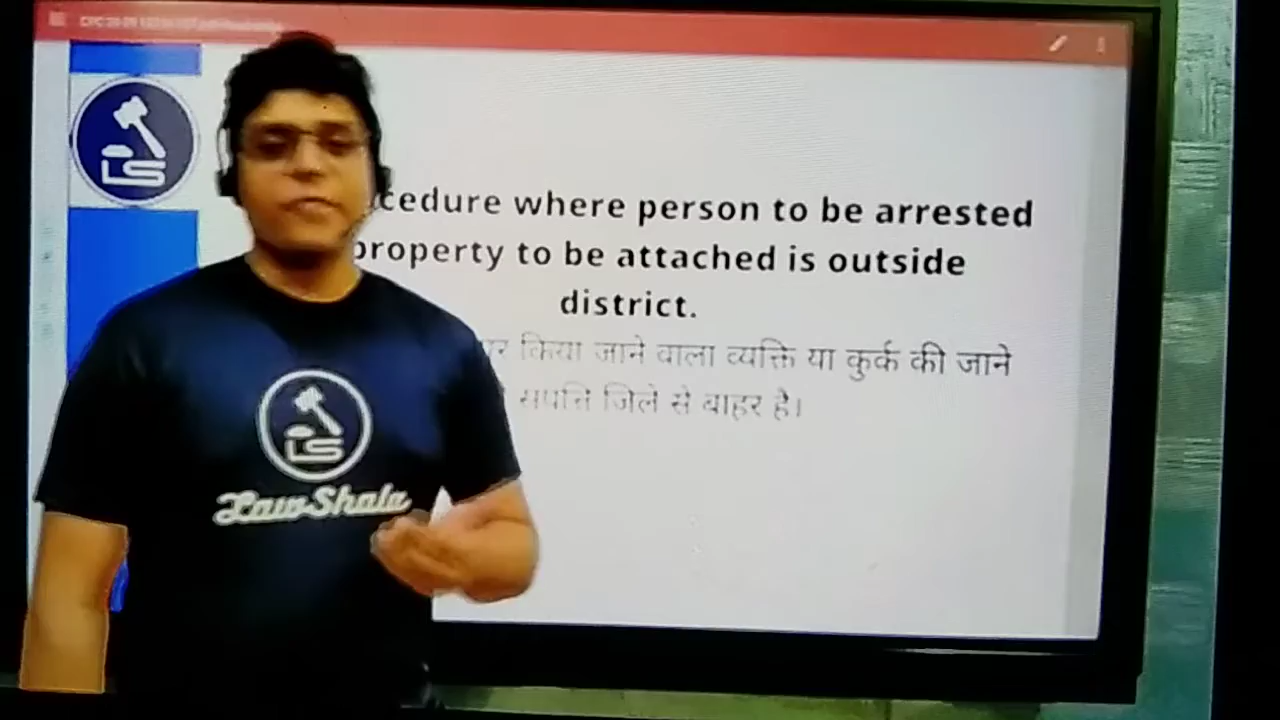 LS
cedure where person to be arrested
property to be attached is outside
district.
किया जाने वाला व्यक्ति या कुर्क की जाने
संपत्ति जिले से बाहर है।
LS
LawShala